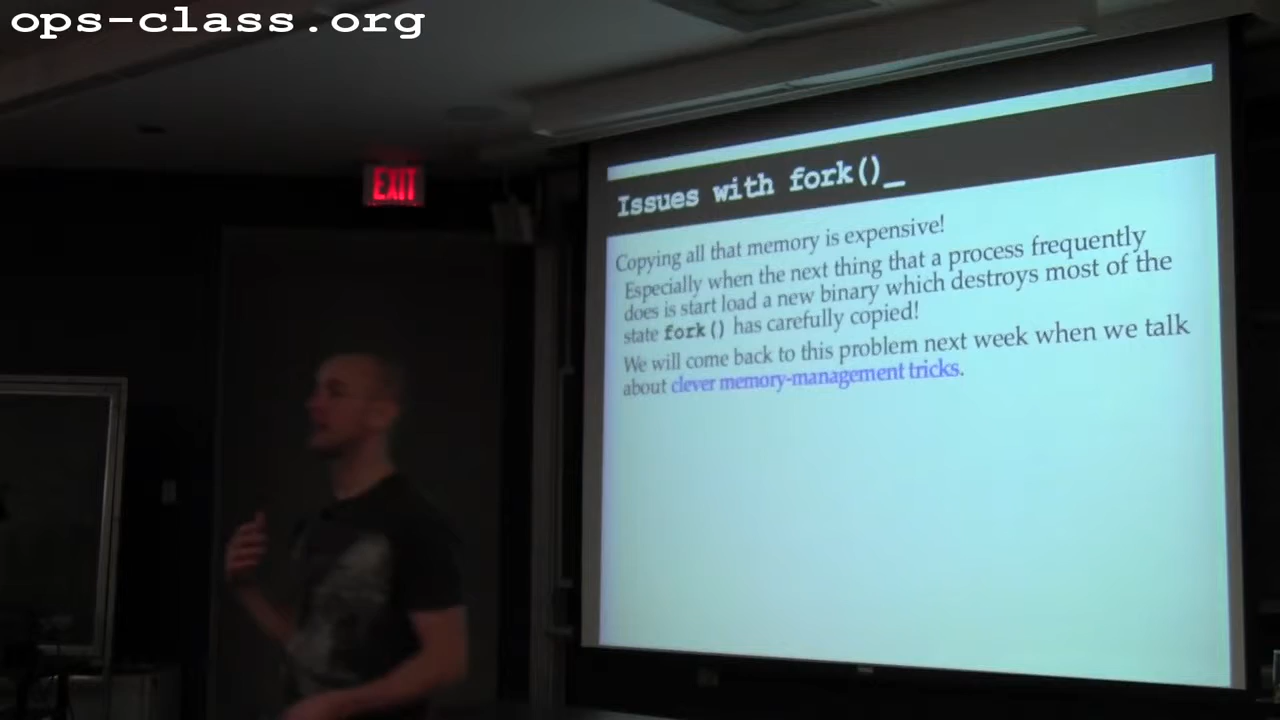 ops-class.org
EXIT
Issues with fork()_
Copying all that memory is expensive!
Especially when the next thing that a process frequently
does is start load a new binary which destroys most of the
state fork() has carefully copied!
We will come back to this problem next week when we talk
about clever memory-management tricks.